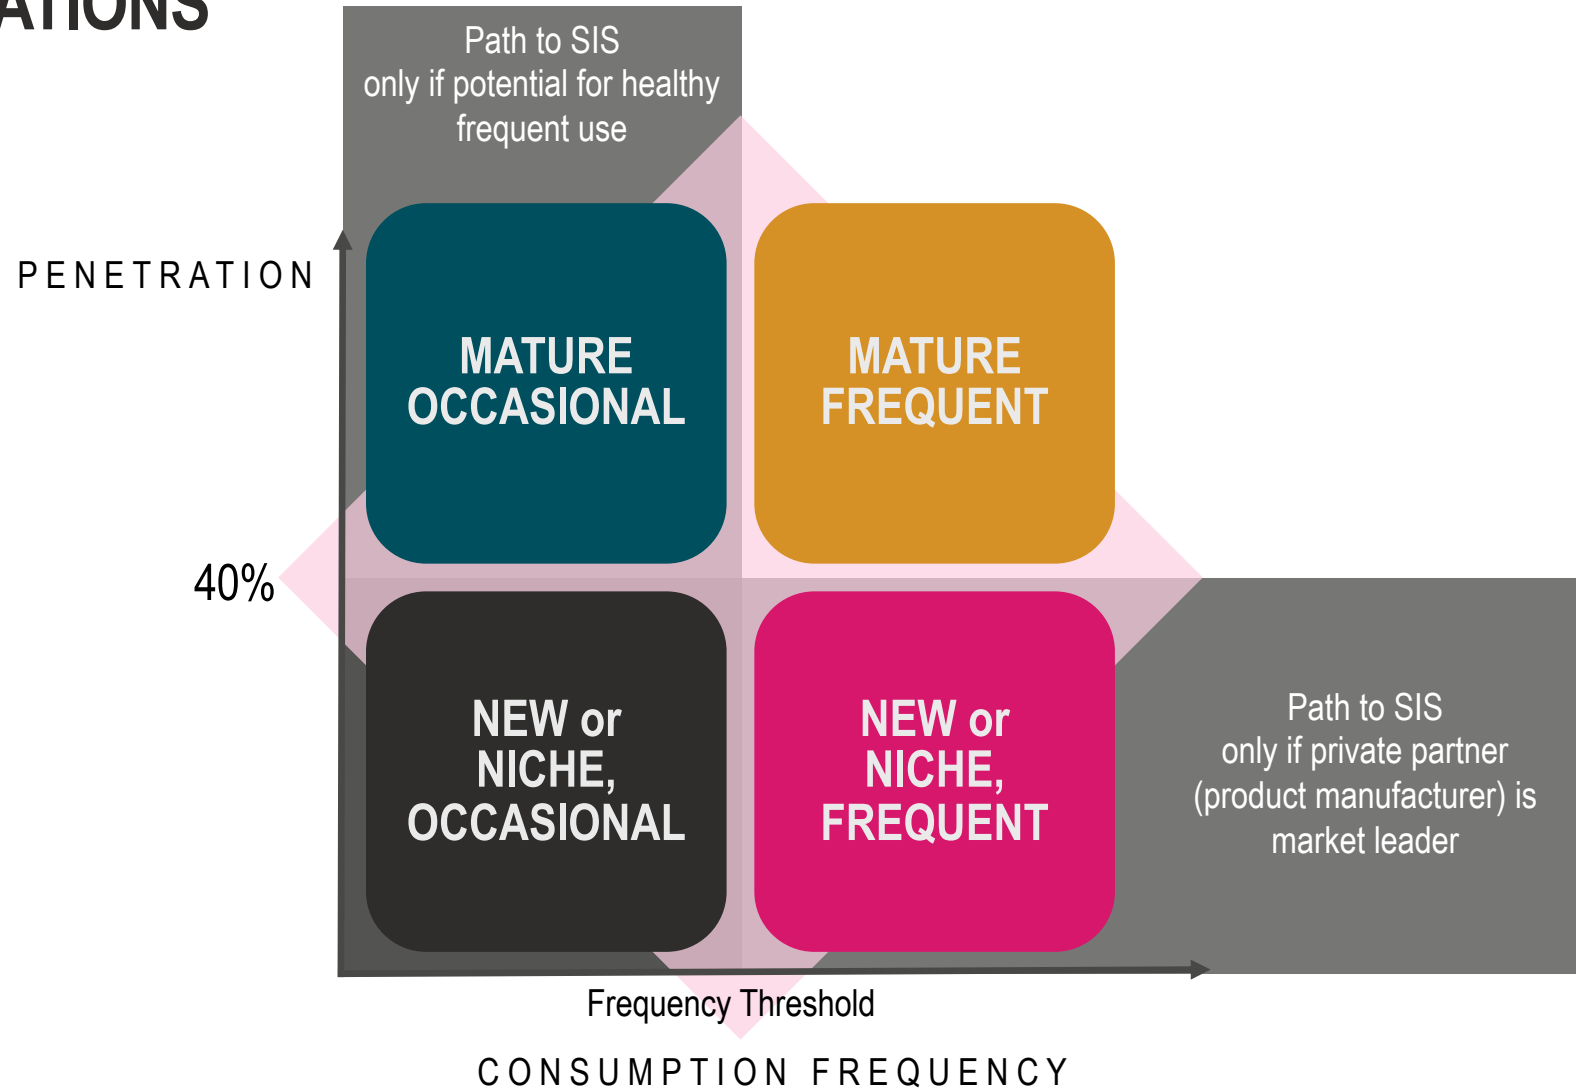 ATIONS
Path to SIS
only if potential for healthy
frequent use
PENETRATION
MATURE
OCCASIONAL
MATURE
FREQUENT
40%
NEW or
NICHE,
OCCASIONAL
NEW or
NICHE,
FREQUENT
Path to SIS
only if private partner
(product manufacturer) is
market leader
Frequency Threshold
CONSUMPTION FREQUENCY